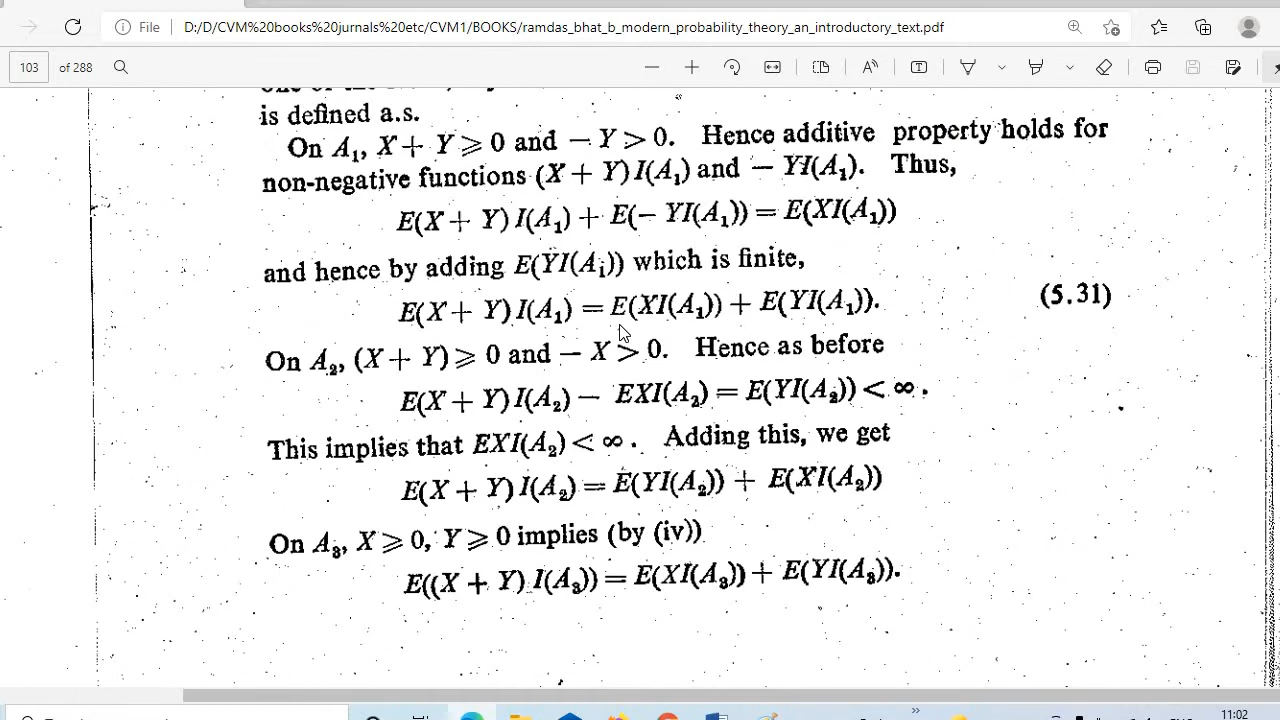 File D:/D/CVM%20books%20jurnals%20etc/CVM1/BOOKS/ramdas_bhat_b_modern_probability_theory_an_introductory_text.pdf
103 of 288
is defined a.s.
On A₁, X + Y ⩾ 0 and − Y > 0. Hence additive property holds for
non-negative functions (X + Y) I(A₁) and − YI(A₁). Thus,
E(X + Y) I(A₁) + E(− YI(A₁)) = E(XI(A₁))
and hence by adding E(YI(A₁)) which is finite,
E(X + Y) I(A₁) = E(XI(A₁)) + E(YI(A₁)). (5.31)
On A₂, (X + Y) ⩾ 0 and − X > 0. Hence as before
E(X + Y) I(A₂) − EXI(A₂) = E(YI(A₂)) < ∞.
This implies that EXI(A₂) < ∞. Adding this, we get
E(X + Y) I(A₂) = E(YI(A₂)) + E(XI(A₂))
On A₃, X ⩾ 0, Y ⩾ 0 implies (by (iv))
E((X + Y) I(A₃)) = E(XI(A₃)) + E(YI(A₃)).
11:02